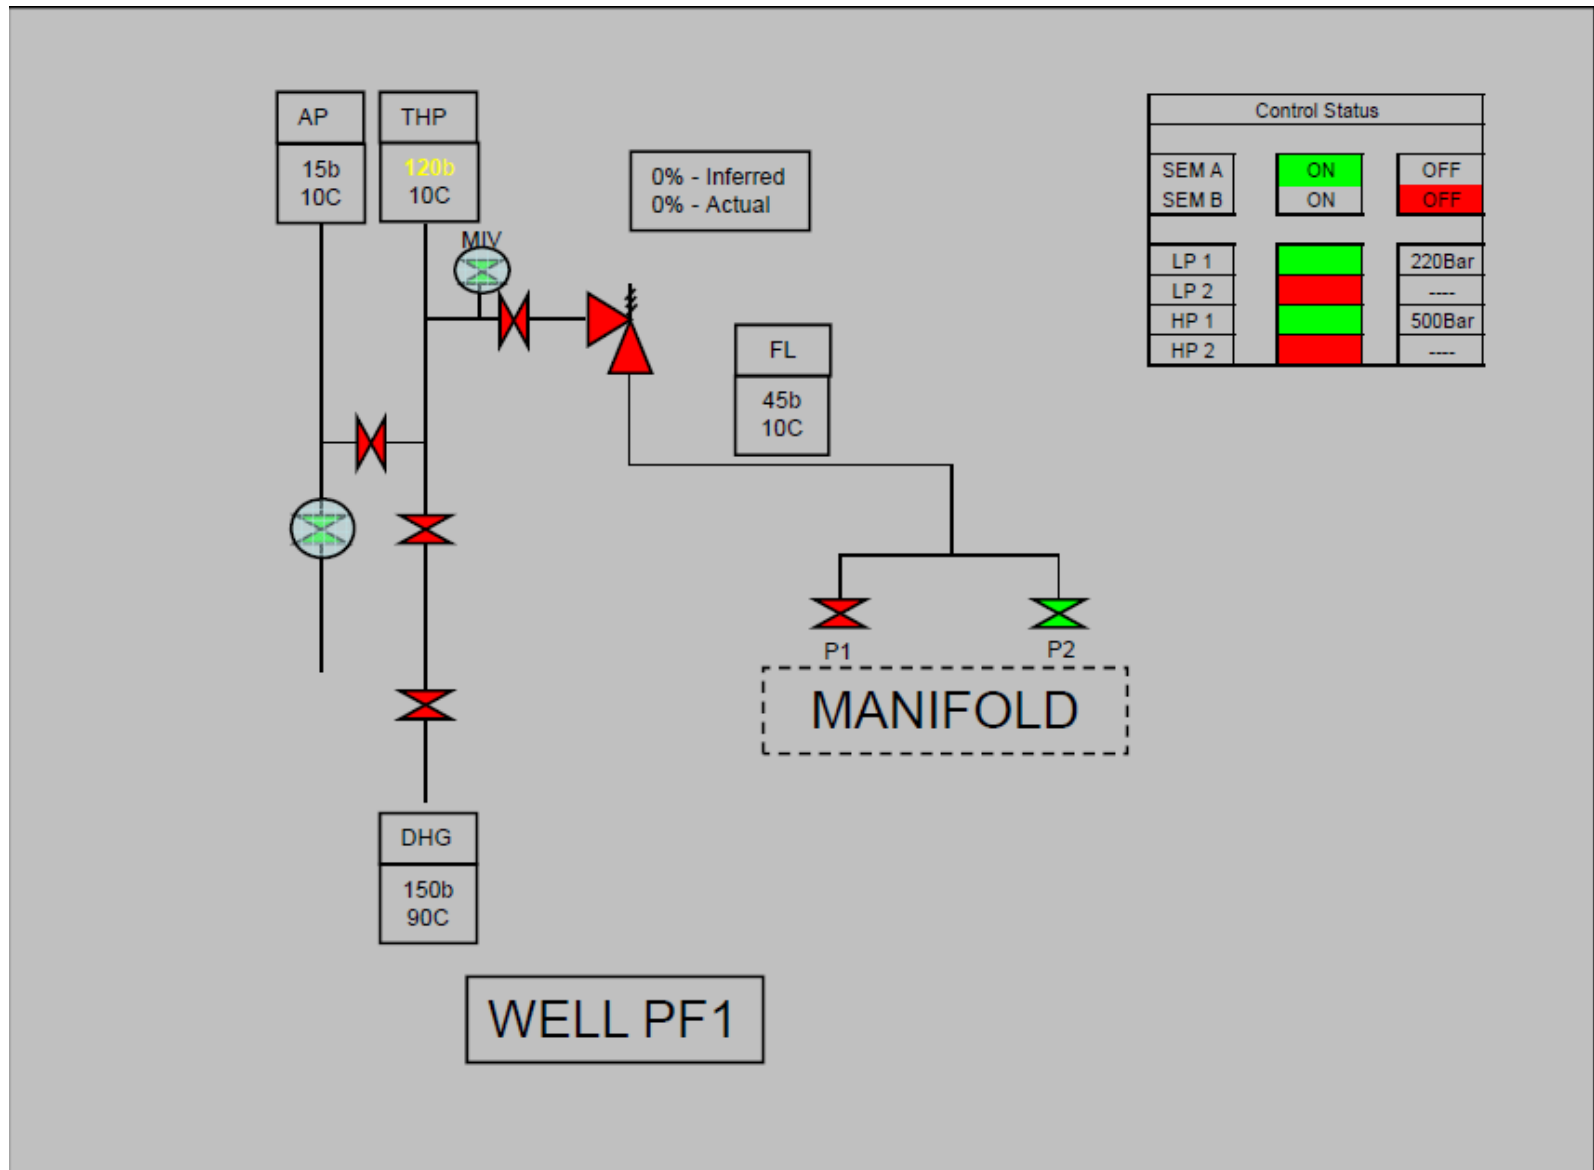 AP
THP
15b
10C
120b
10C
MIV
0% - Inferred
0% - Actual
FL
45b
10C
Control Status
SEM A ON OFF
SEM B ON OFF
LP 1 220Bar
LP 2 ----
HP 1 500Bar
HP 2 ----
P1
P2
MANIFOLD
DHG
150b
90C
WELL PF1